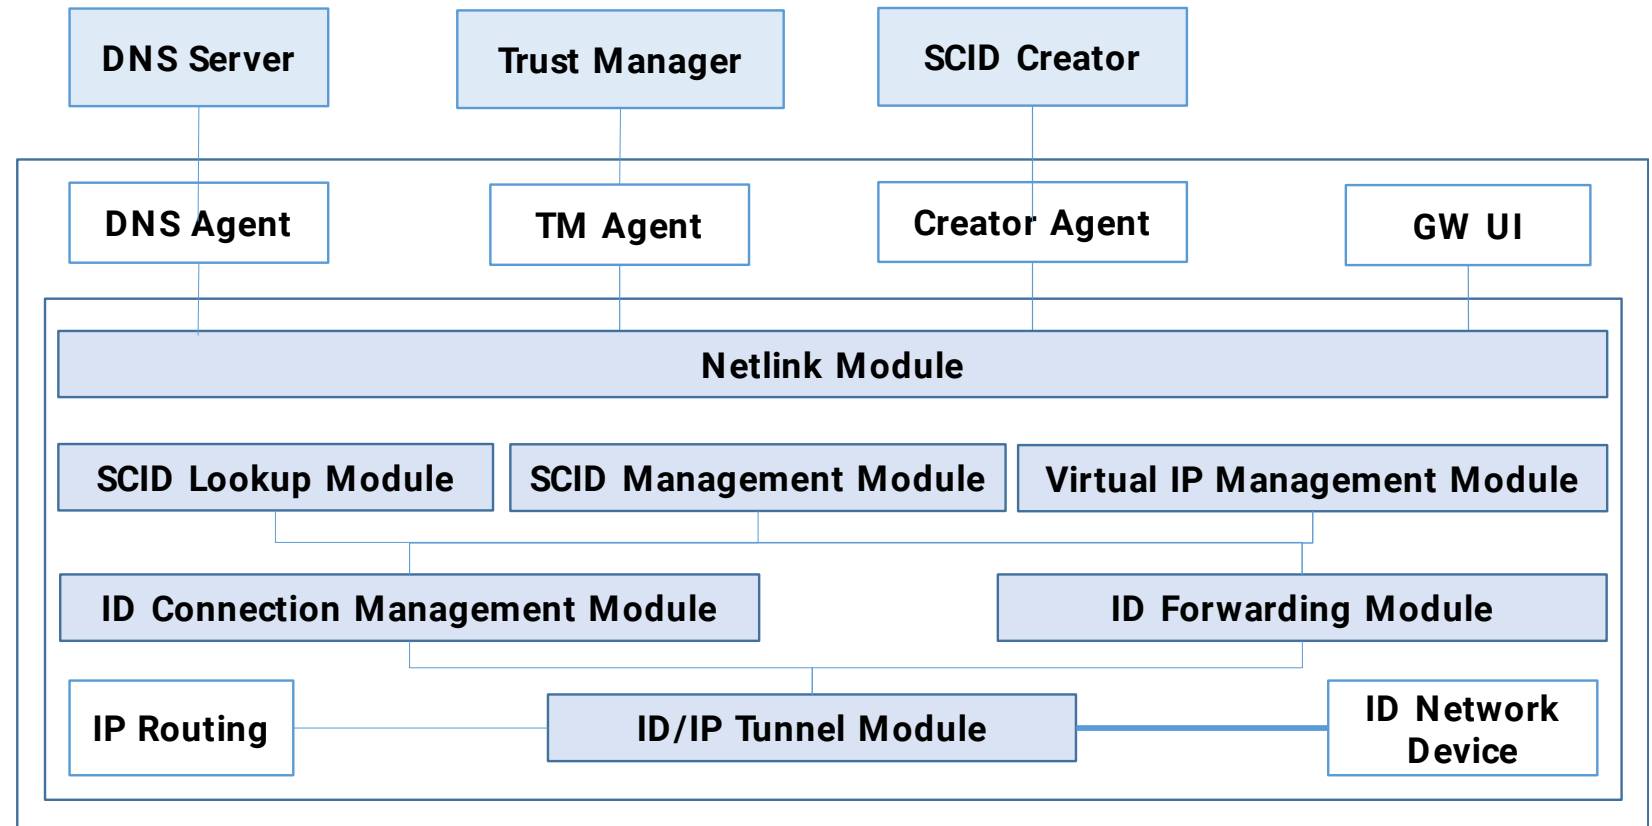 DNS Server
Trust Manager
SCID Creator
DNS Agent
TM Agent
Creator Agent
GW UI
Netlink Module
SCID Lookup Module
SCID Management Module
Virtual IP Management Module
ID Connection Management Module
ID Forwarding Module
IP Routing
ID/IP Tunnel Module
ID Network
Device